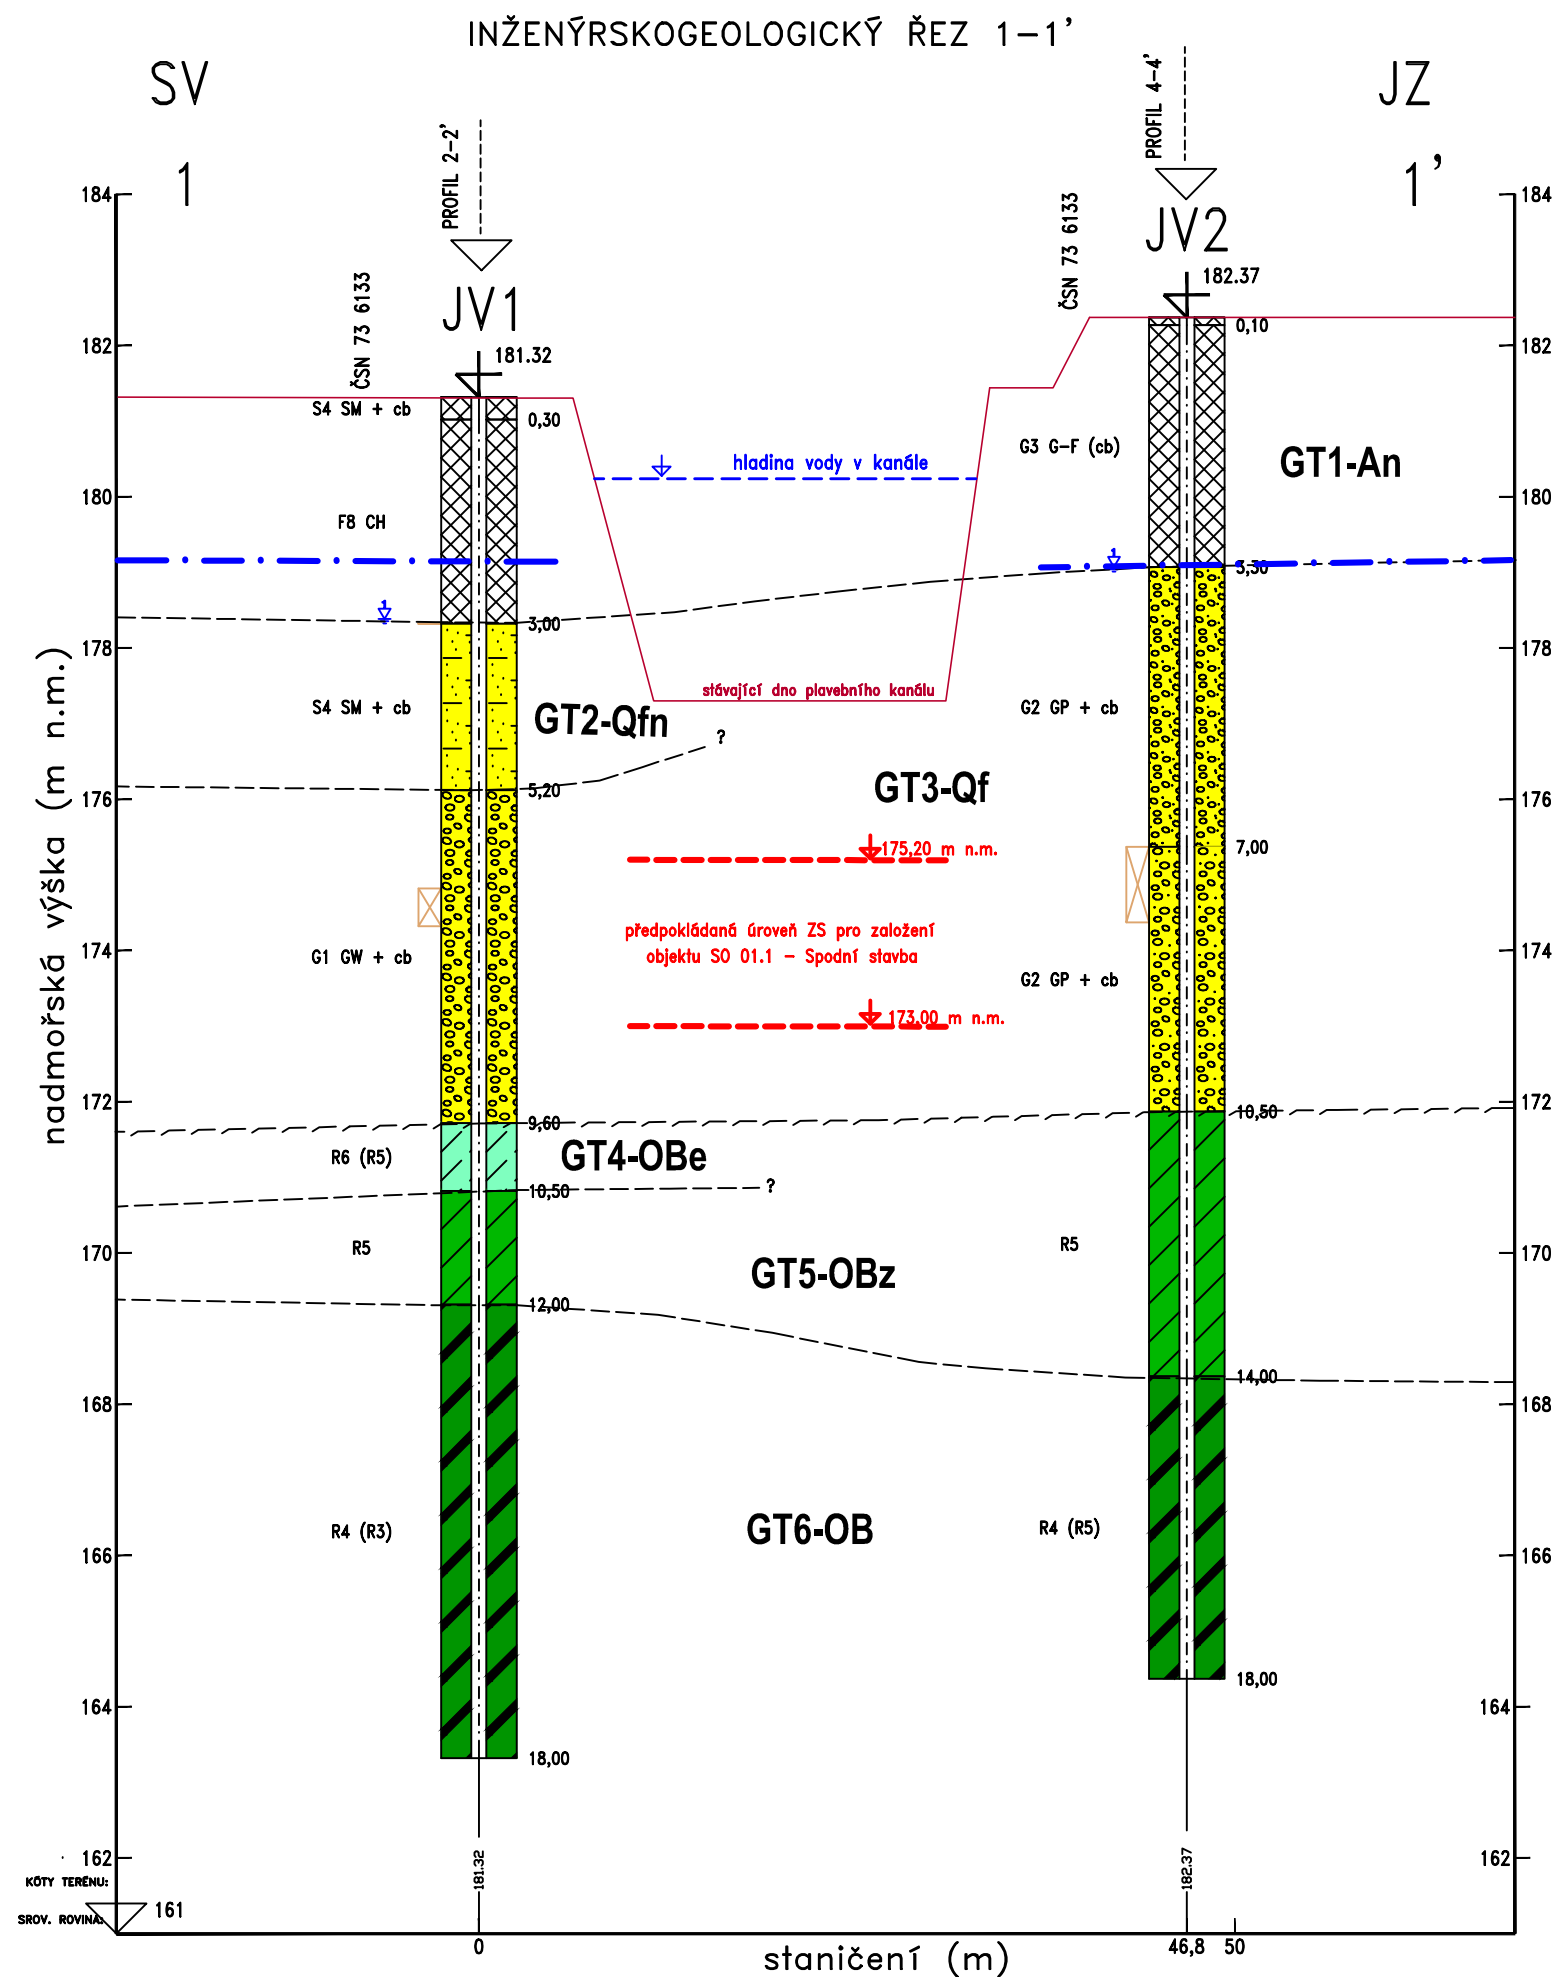 INŽENÝRSKOGEOLOGICKÝ ŘEZ 1-1'
SV
JZ
1
1'
PROFIL 2-2'
PROFIL 4-4'
JV1
JV2
ČSN 73 6133
ČSN 73 6133
181.32
182.37
184
182
180
178
176
174
172
170
168
166
164
162
184
182
180
178
176
174
172
170
168
166
164
162
nadmořská výška (m n.m.)
S4 SM + cb
F8 CH
S4 SM + cb
G1 GW + cb
R6 (R5)
R5
R4 (R3)
0,30
1
3,00
5,20
9,60
10,50
12,00
18,00
hladina vody v kanále
stávající dno plavebního kanálu
GT1-An
GT2-Qfn
?
GT3-Qf
175,20 m n.m.
předpokládaná úroveň ZS pro založení
objektu SO 01.1 - Spodní stavba
173,00 m n.m.
GT4-OBe
?
GT5-OBz
GT6-OB
G3 G-F (cb)
G2 GP + cb
G2 GP + cb
R5
R4 (R5)
0,10
1
3,30
7,00
10,50
14,00
18,00
KÓTY TERÉNU:
181.32
182.37
SROV. ROVINA:
161
0
46,8
50
staničení (m)